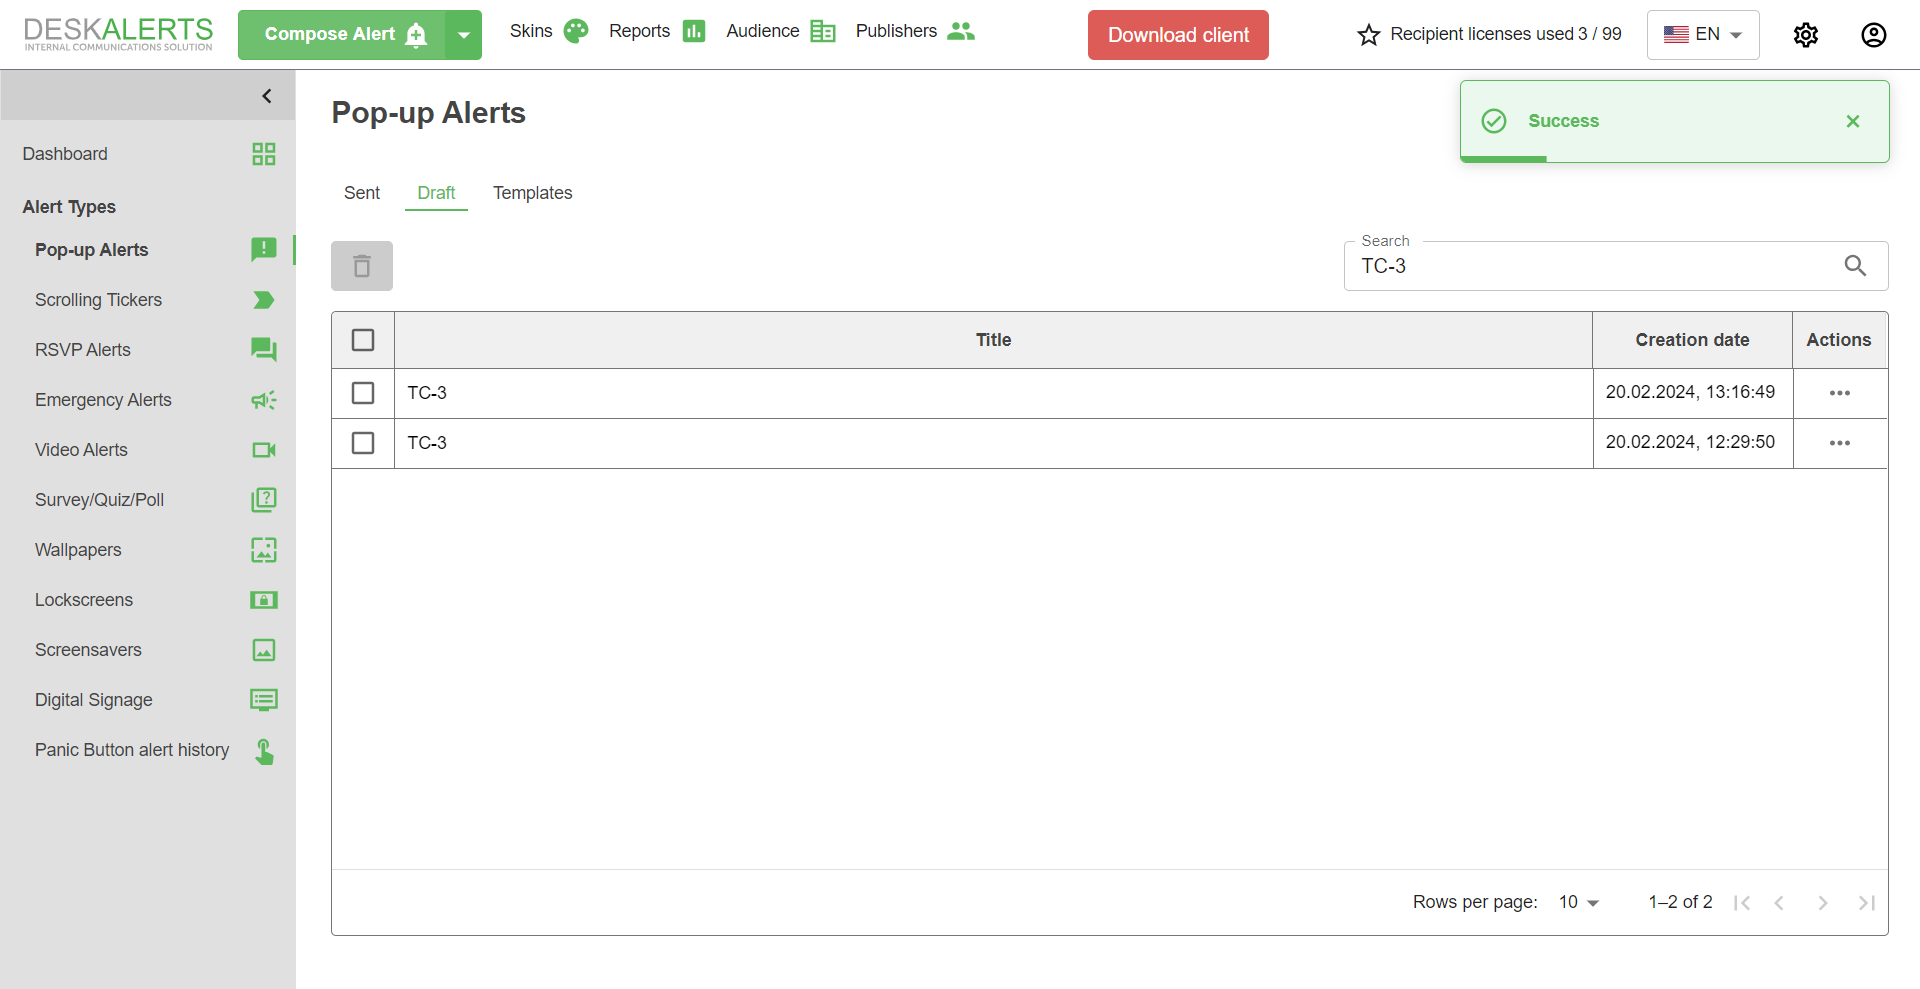 DESKALERTS
INTERNAL COMMUNICATIONS SOLUTION
Compose Alert
Skins
Reports
Audience
Publishers
Download client
Recipient licenses used 3 / 99
EN
Success
Dashboard
Alert Types
Pop-up Alerts
Scrolling Tickers
RSVP Alerts
Emergency Alerts
Video Alerts
Survey/Quiz/Poll
Wallpapers
Lockscreens
Screensavers
Digital Signage
Panic Button alert history
Pop-up Alerts
Sent
Draft
Templates
Search
TC-3
Title
Creation date
Actions
TC-3
20.02.2024, 13:16:49
TC-3
20.02.2024, 12:29:50
Rows per page:
10
1–2 of 2